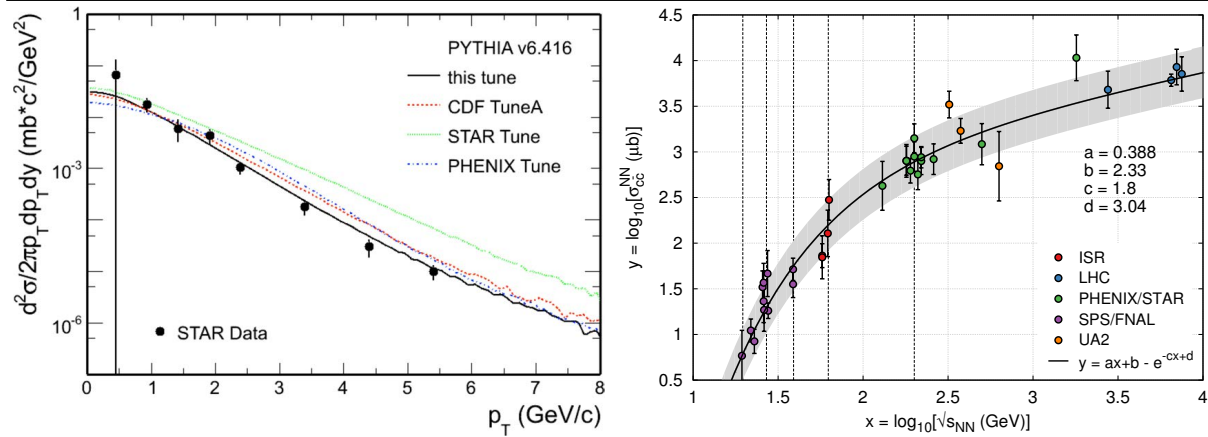 1
10⁻³
10⁻⁶
d²σ/2πp_Tdp_Tdy (mb*c²/GeV²)
PYTHIA v6.416
this tune
CDF TuneA
STAR Tune
PHENIX Tune
STAR Data
0 1 2 3 4 5 6 7 8
p_T (GeV/c)
4.5
4
3.5
3
2.5
2
1.5
1
0.5
y = log₁₀[σ_cc̄^NN (μb)]
a = 0.388
b = 2.33
c = 1.8
d = 3.04
ISR
LHC
PHENIX/STAR
SPS/FNAL
UA2
y = ax+b - e^-cx+d
1 1.5 2 2.5 3 3.5 4
x = log₁₀[√s_NN (GeV)]